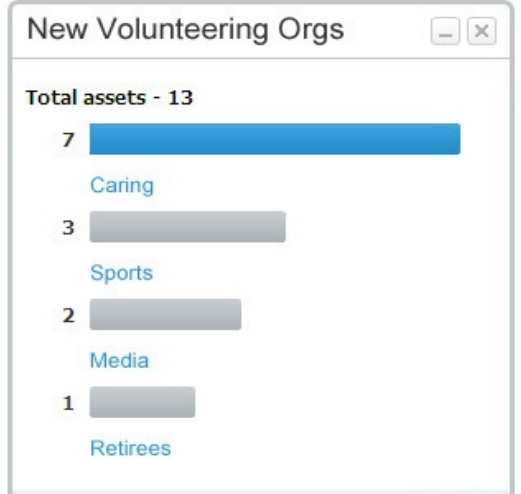 New Volunteering Orgs
Total assets - 13
7
Caring
3
Sports
2
Media
1
Retirees